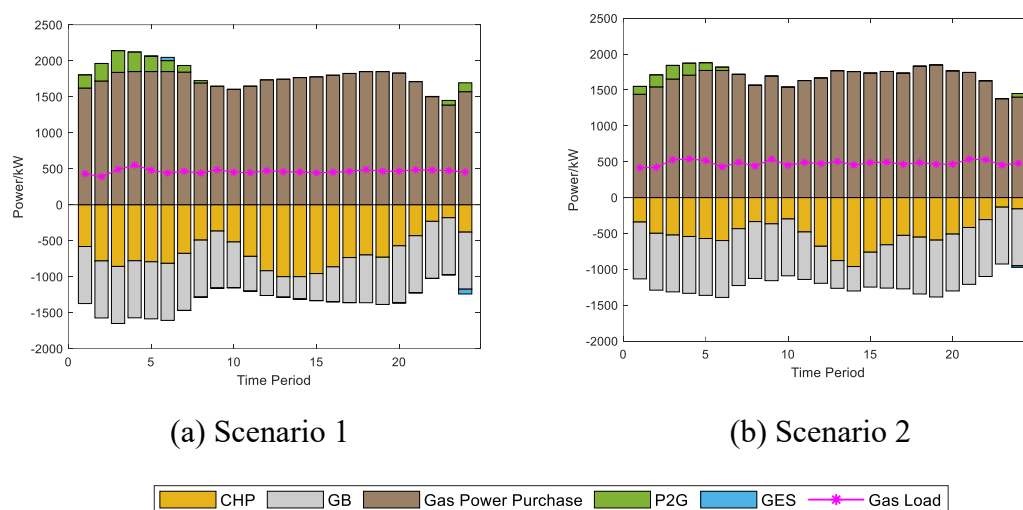 2500
2000
1500
1000
500
0
-500
-1000
-1500
-2000
Power/kW
0 5 10 15 20
Time Period
(a) Scenario 1
2500
2000
1500
1000
500
0
-500
-1000
-1500
-2000
Power/kW
0 5 10 15 20
Time Period
(b) Scenario 2
CHP GB Gas Power Purchase P2G GES Gas Load